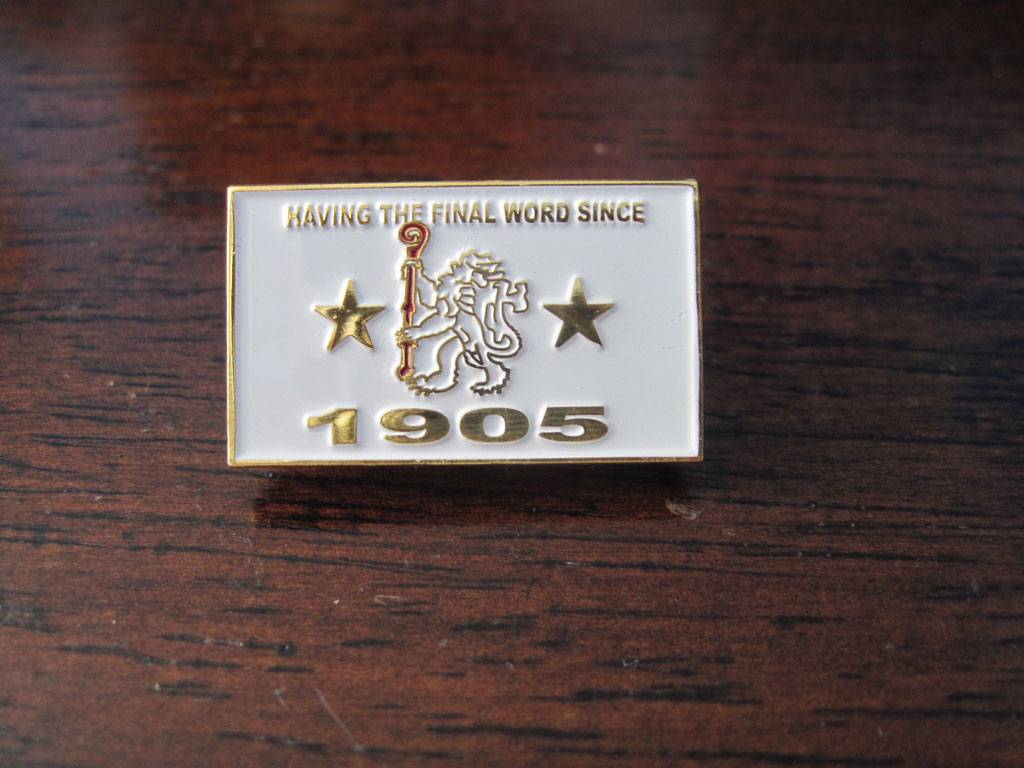 HAVING THE FINAL WORD SINCE
1905